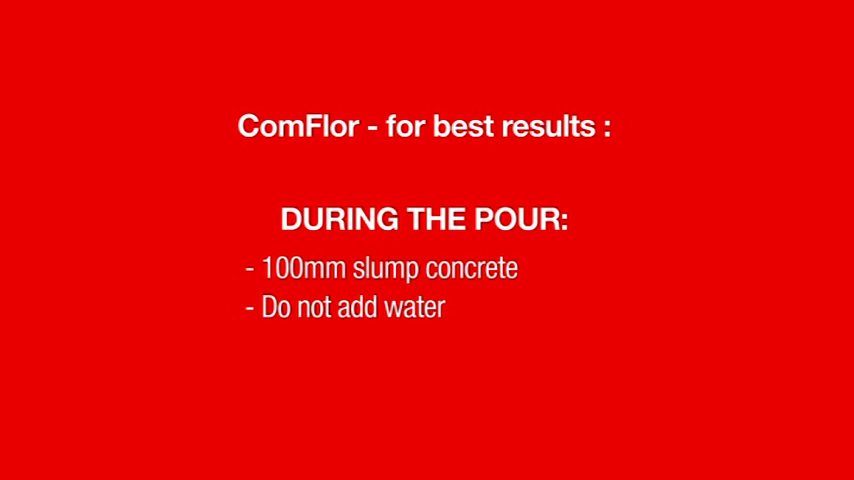 ComFlor - for best results :
DURING THE POUR:
- 100mm slump concrete
- Do not add water